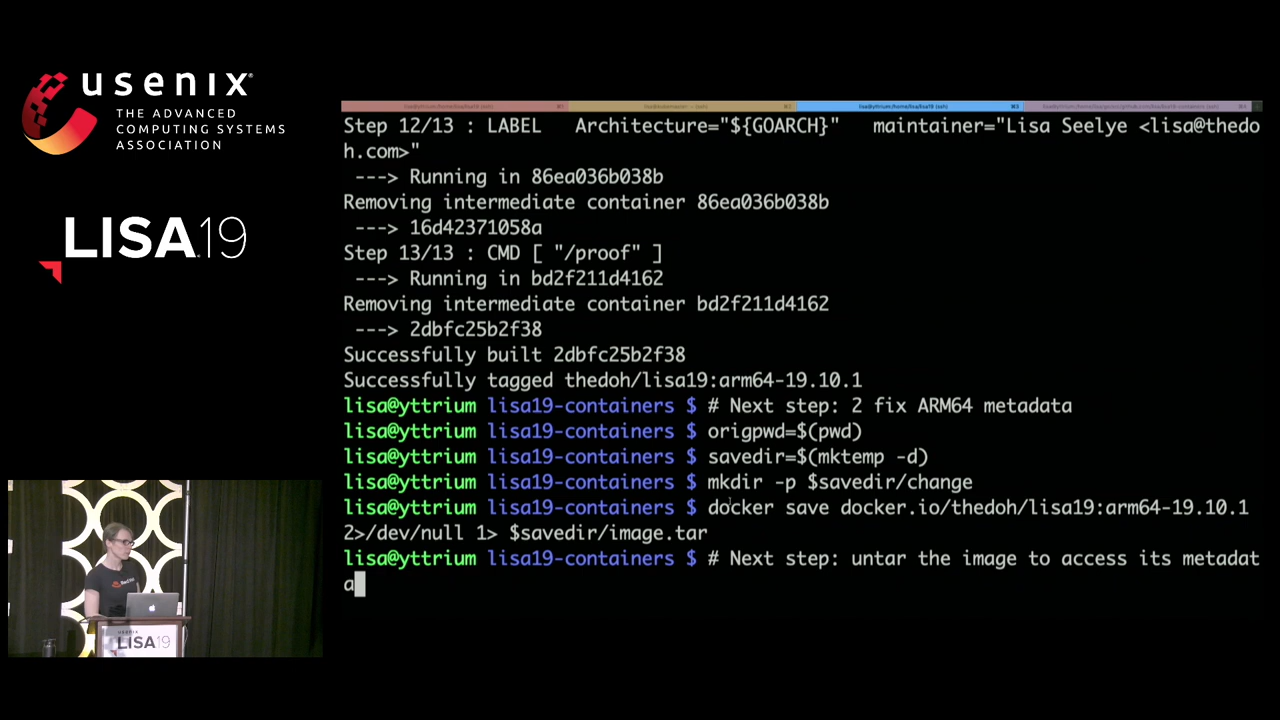 usenix
THE ADVANCED
COMPUTING SYSTEMS
ASSOCIATION
LISA19
Step 12/13 : LABEL   Architecture="${GOARCH}"   maintainer="Lisa Seelye <lisa@thedo
h.com>"
 ---> Running in 86ea036b038b
Removing intermediate container 86ea036b038b
 ---> 16d42371058a
Step 13/13 : CMD [ "/proof" ]
 ---> Running in bd2f211d4162
Removing intermediate container bd2f211d4162
 ---> 2dbfc25b2f38
Successfully built 2dbfc25b2f38
Successfully tagged thedoh/lisa19:arm64-19.10.1
lisa@yttrium lisa19-containers $ # Next step: 2 fix ARM64 metadata
lisa@yttrium lisa19-containers $ origpwd=$(pwd)
lisa@yttrium lisa19-containers $ savedir=$(mktemp -d)
lisa@yttrium lisa19-containers $ mkdir -p $savedir/change
lisa@yttrium lisa19-containers $ docker save docker.io/thedoh/lisa19:arm64-19.10.1
2>/dev/null 1> $savedir/image.tar
lisa@yttrium lisa19-containers $ # Next step: untar the image to access its metadat
a
USENIX
LISA19